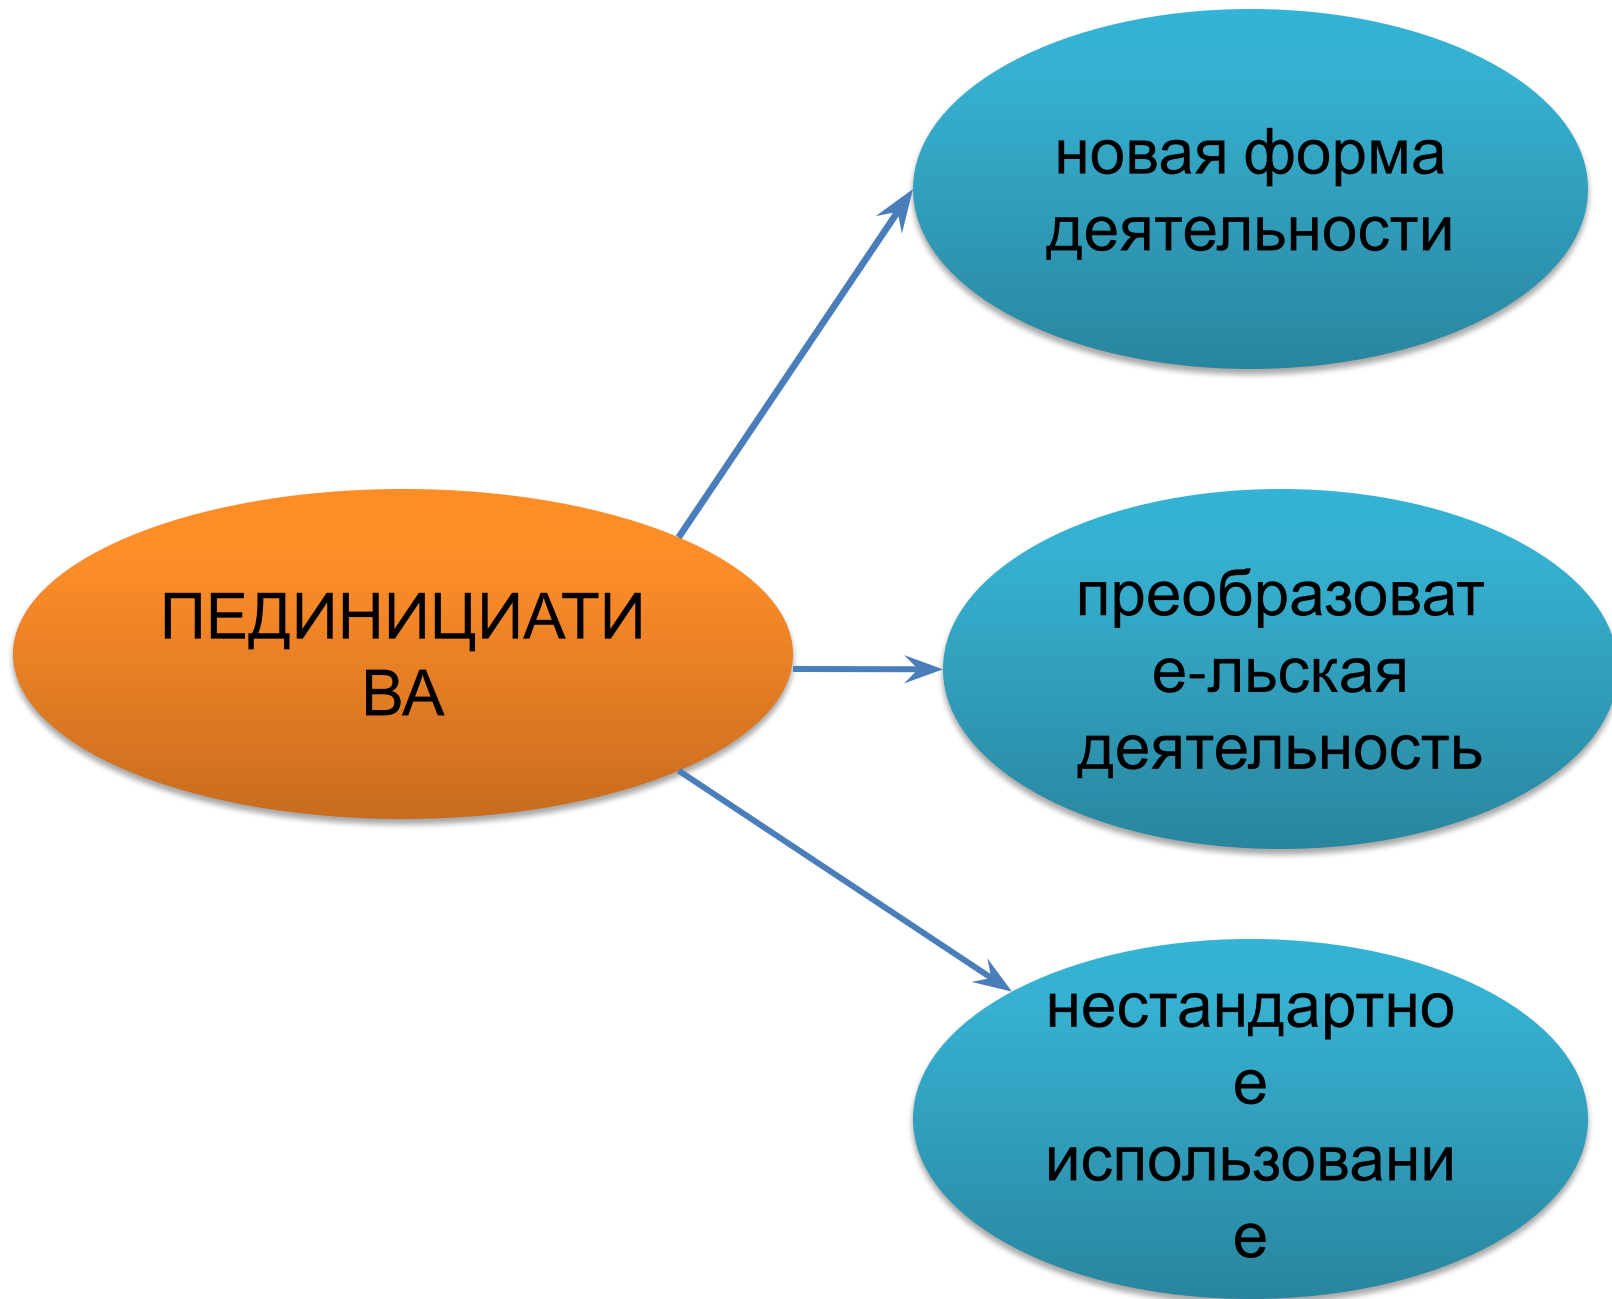 новая форма
деятельности
ПЕДИНИЦИАТИ
ВА
преобразоват
е-льская
деятельность
нестандартно
е
использовани
е